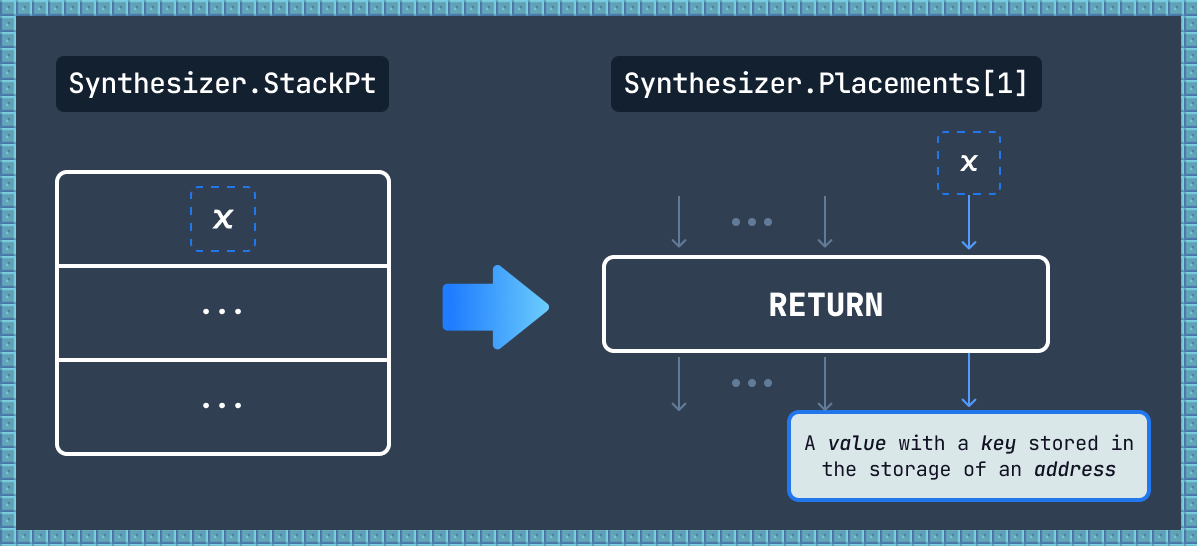 Synthesizer.StackPt
Synthesizer.Placements[1]
x
x
...
...
...
RETURN
...
A value with a key stored in
the storage of an address